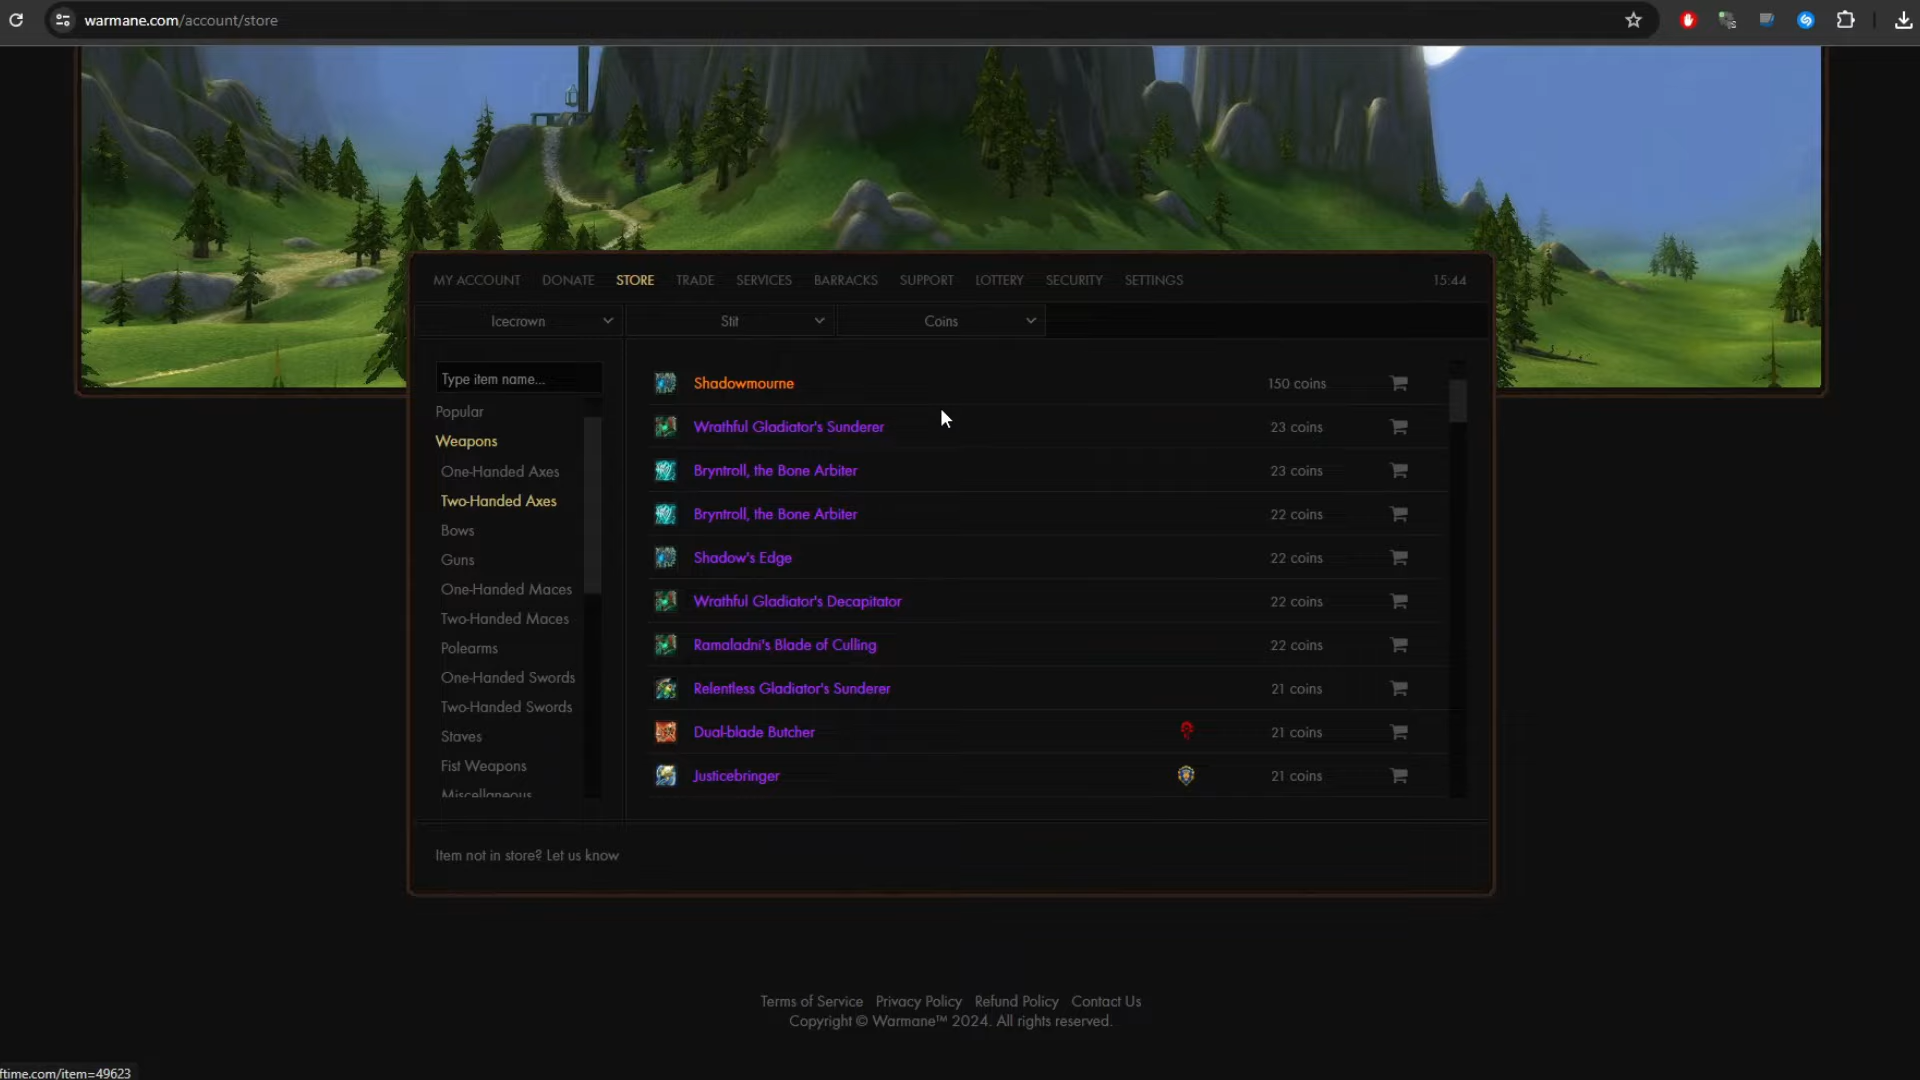 warmane.com/account/store
MY ACCOUNT DONATE STORE TRADE SERVICES BARRACKS SUPPORT LOTTERY SECURITY SETTINGS 15:44
Icecrown Stit Coins
Type item name...
Popular
Weapons
One-Handed Axes
Two-Handed Axes
Bows
Guns
One-Handed Maces
Two-Handed Maces
Polearms
One-Handed Swords
Two-Handed Swords
Staves
Fist Weapons
Miscellaneous
Shadowmourne 150 coins
Wrathful Gladiator's Sunderer 23 coins
Bryntroll, the Bone Arbiter 23 coins
Bryntroll, the Bone Arbiter 22 coins
Shadow's Edge 22 coins
Wrathful Gladiator's Decapitator 22 coins
Ramaladni's Blade of Culling 22 coins
Relentless Gladiator's Sunderer 21 coins
Dual-blade Butcher 21 coins
Justicebringer 21 coins
Item not in store? Let us know
Terms of Service Privacy Policy Refund Policy Contact Us
Copyright © Warmane™ 2024. All rights reserved.
ftime.com/item=49623